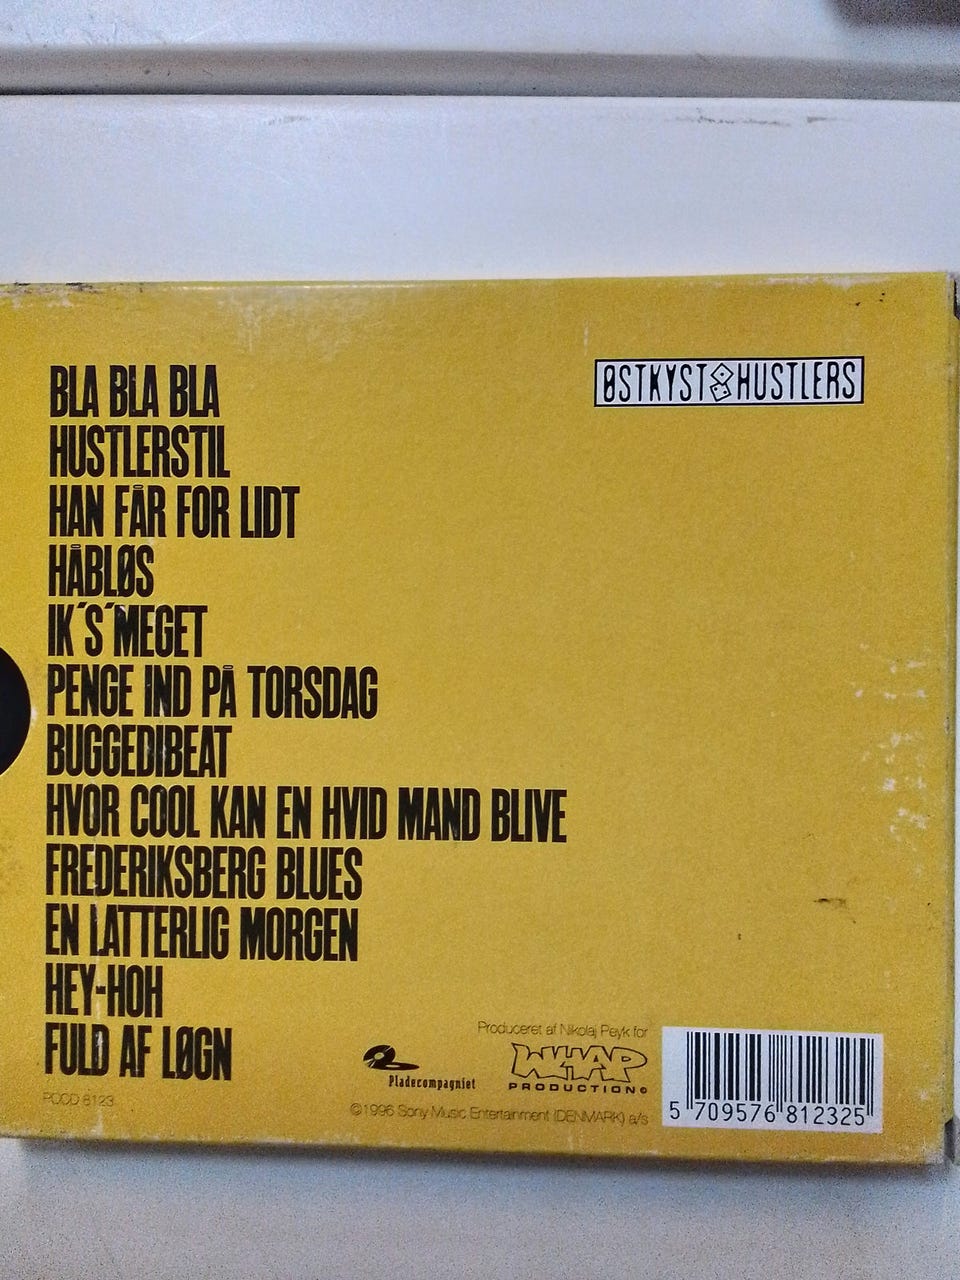 BLA BLA BLA
HUSTLERSTIL
HAN FÅR FOR LIDT
HÅBLØS
IK´S´MEGET
PENGE IND PÅ TORSDAG
BUGGEDIBEAT
HVOR COOL KAN EN HVID MAND BLIVE
FREDERIKSBERG BLUES
EN LATTERLIG MORGEN
HEY-HOH
FULD AF LØGN
PCCD 8123
ØSTKYST HUSTLERS
Pladecompagniet
Produceret af Nikolaj Peyk for
WHAP
PRODUCTION©
©1996 Sony Music Entertainment (DENMARK) a/s
5 709576 812325